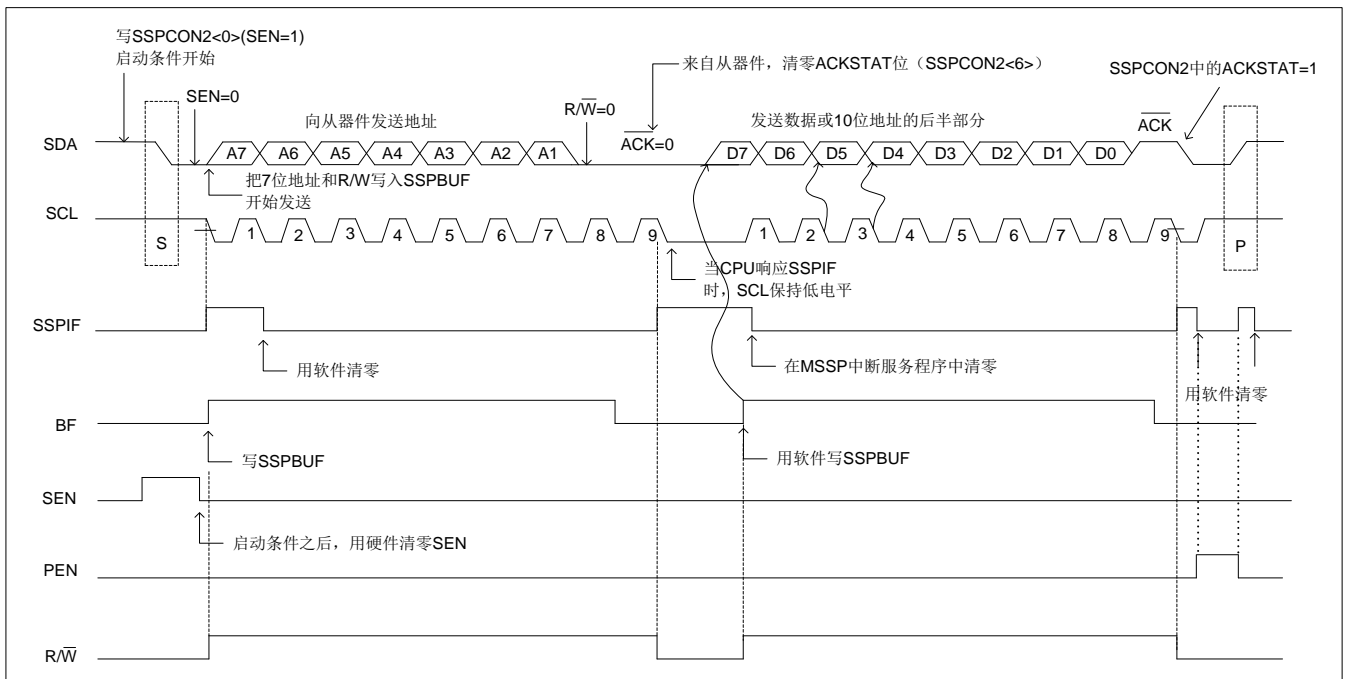 写SSPCON2<0>(SEN=1)
启动条件开始
来自从器件，清零ACKSTAT位（SSPCON2<6>）
SSPCON2中的ACKSTAT=1
SEN=0
R/W̅=0
向从器件发送地址
发送数据或10位地址的后半部分
A̅C̅K̅
SDA
A7 A6 A5 A4 A3 A2 A1
A̅C̅K̅=0
D7 D6 D5 D4 D3 D2 D1 D0
把7位地址和R/W写入SSPBUF
开始发送
SCL
S
1 2 3 4 5 6 7 8 9
1 2 3 4 5 6 7 8 9
P
当CPU响应SSPIF
时，SCL保持低电平
SSPIF
用软件清零
在MSSP中断服务程序中清零
用软件清零
BF
写SSPBUF
用软件写SSPBUF
SEN
启动条件之后，用硬件清零SEN
PEN
R/W̅